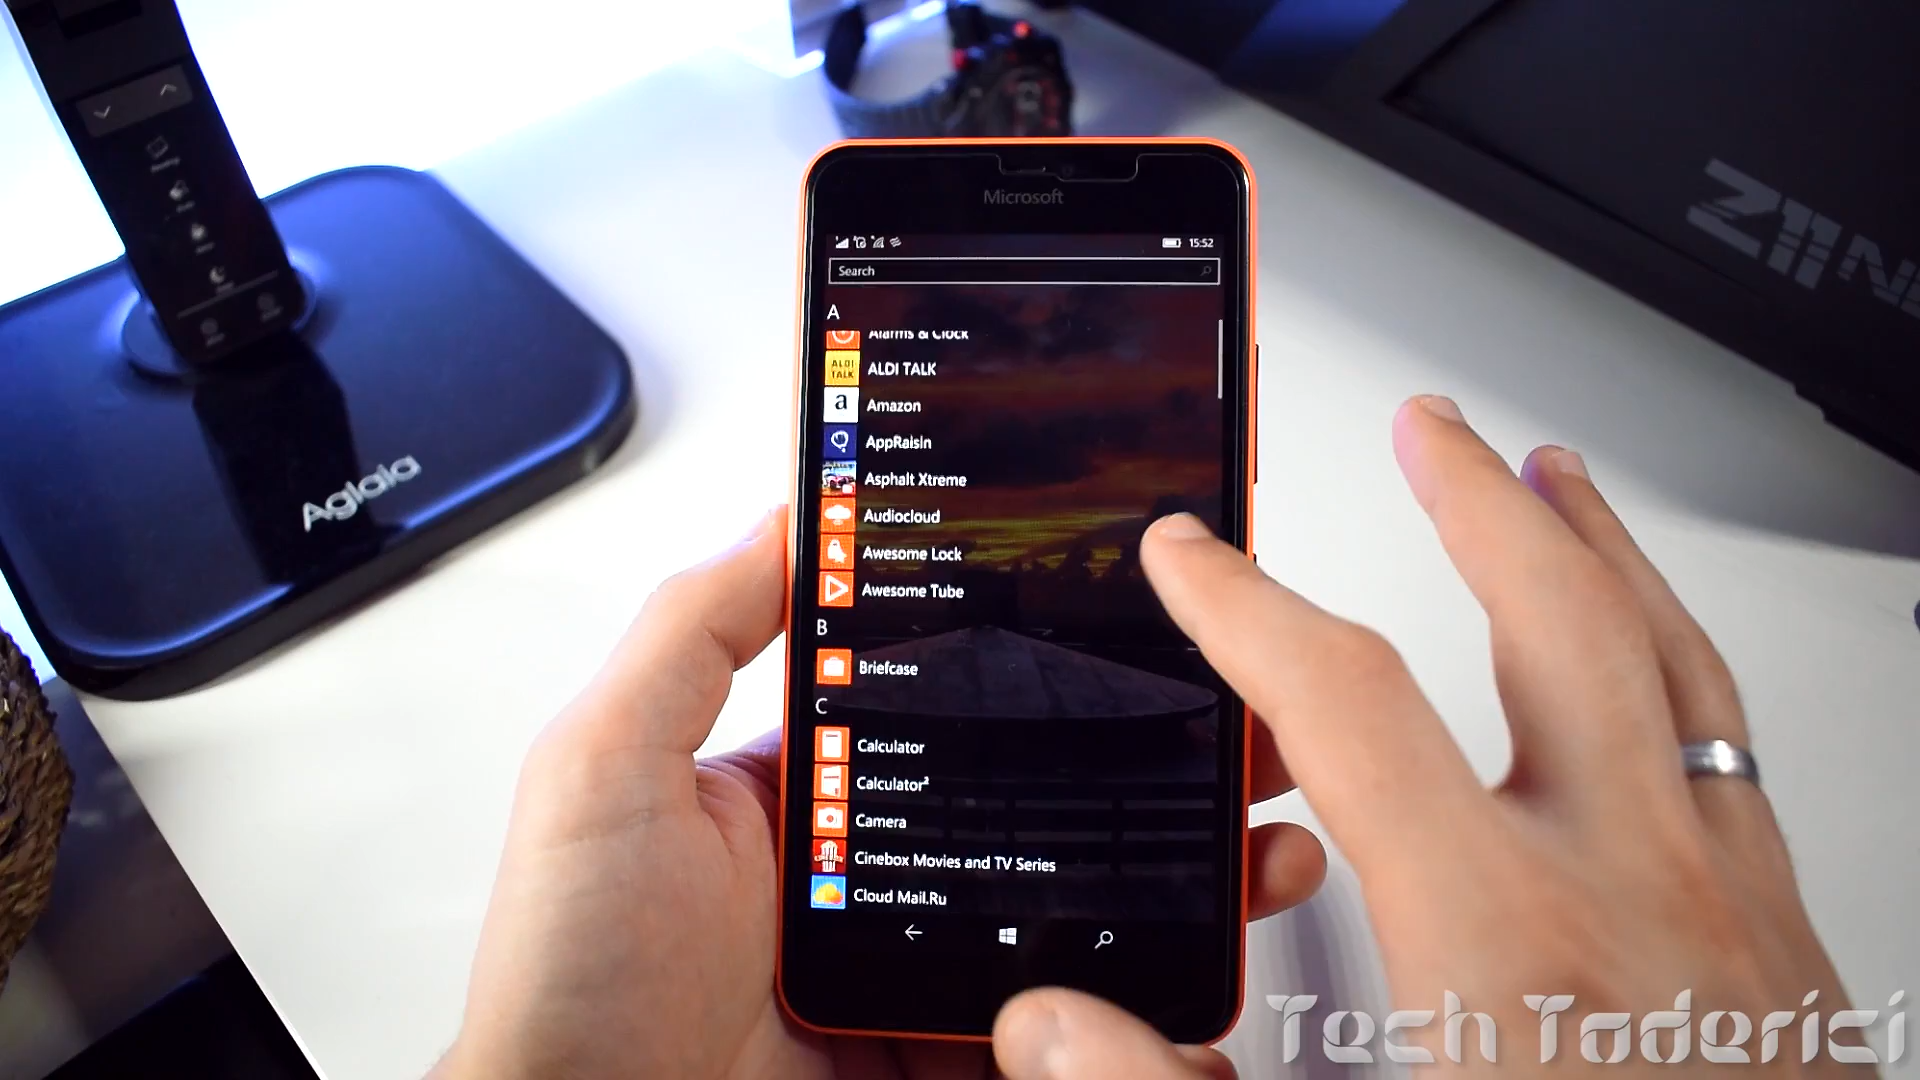 Microsoft
15:52
Search
A
Alarms & Clock
ALDI TALK
ALDI TALK
a
Amazon
AppRaisin
Asphalt Xtreme
Audiocloud
Awesome Lock
Awesome Tube
B
Briefcase
C
Calculator
Calculator²
Camera
Cinebox Movies and TV Series
Cloud Mail.Ru
Aglaia
Tech Toderici